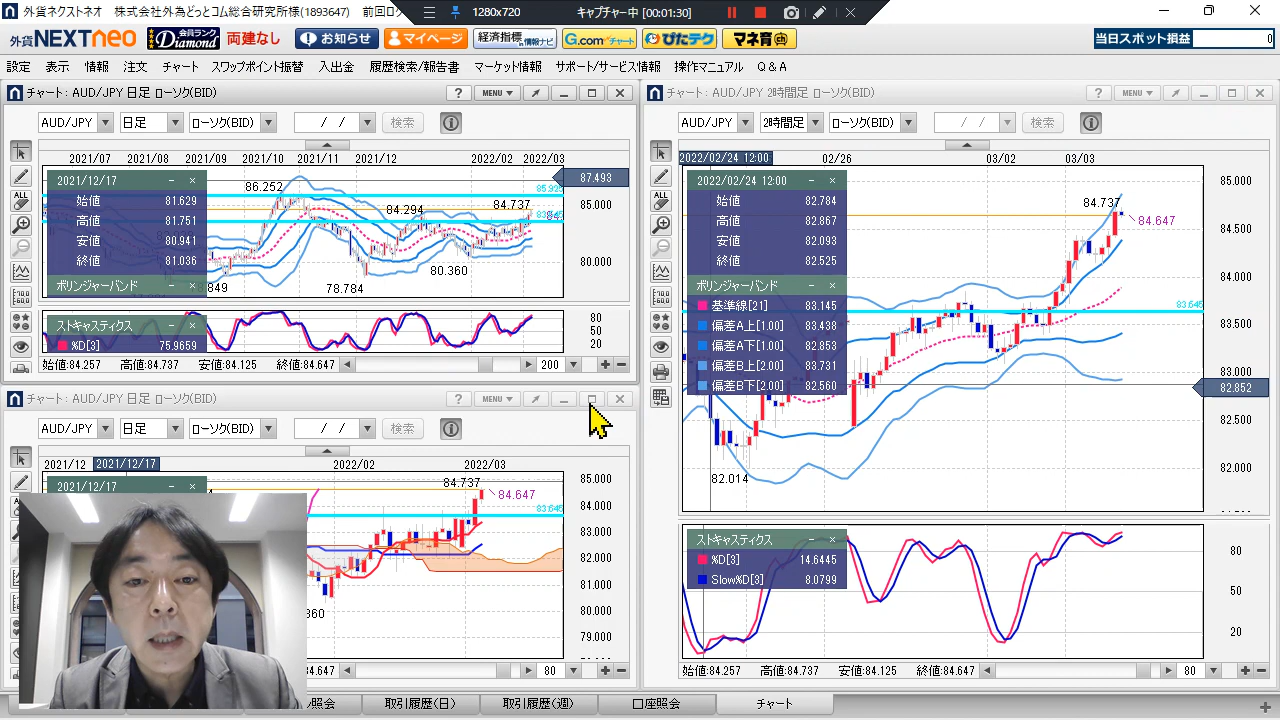 外貨ネクストネオ 株式会社外為どっとコム総合研究所様(1893647) 前回ロ
1280x720 キャプチャー中 [00:01:30]
外貨NEXTneo 会員ランク Diamond 両建なし お知らせ マイページ 経済指標 情報ナビ G.comチャート ぴたテク マネ育 当日スポット損益 0
設定 表示 情報 注文 チャート スワップポイント振替 入出金 履歴検索/報告書 マーケット情報 サポート/サービス情報 操作マニュアル Q&A
チャート: AUD/JPY 日足 ローソク(BID) ? MENU
AUD/JPY 日足 ローソク(BID) / / 検索
2021/07 2021/08 2021/09 2021/10 2021/11 2021/12 2022/02 2022/03
2021/12/17
始値 81.629
高値 81.751
安値 80.941
終値 81.036
ボリンジャーバンド
86.252
84.294
84.737
80.360
78.784
.849
85.925
87.493
85.000
80.000
ストキャスティクス
%D[3] 75.9659
80
50
20
始値:84.257 高値:84.737 安値:84.125 終値:84.647 200
チャート: AUD/JPY 日足 ローソク(BID) ? MENU
AUD/JPY 日足 ローソク(BID) / / 検索
2021/12 2021/12/17 2022/02 2022/03
2021/12/17
84.737
84.647
83.645
85.000
84.000
83.000
82.000
81.000
80.000
79.000
360
4.647 80
チャート: AUD/JPY 2時間足 ローソク(BID) ? MENU
AUD/JPY 2時間足 ローソク(BID) / / 検索
2022/02/24 12:00 02/26 03/02 03/03
2022/02/24 12:00
始値 82.784
高値 82.867
安値 82.093
終値 82.525
ボリンジャーバンド
基準線[21] 83.145
偏差A上[1.00] 83.438
偏差A下[1.00] 82.853
偏差B上[2.00] 83.731
偏差B下[2.00] 82.560
84.737
84.647
83.645
82.014
85.000
84.500
84.000
83.500
83.000
82.852
82.500
82.000
ストキャスティクス
%D[3] 14.6445
Slow%D[3] 8.0799
80
50
20
始値:84.257 高値:84.737 安値:84.125 終値:84.647 80
照会 取引履歴(日) 取引履歴(週) 口座照会 チャート